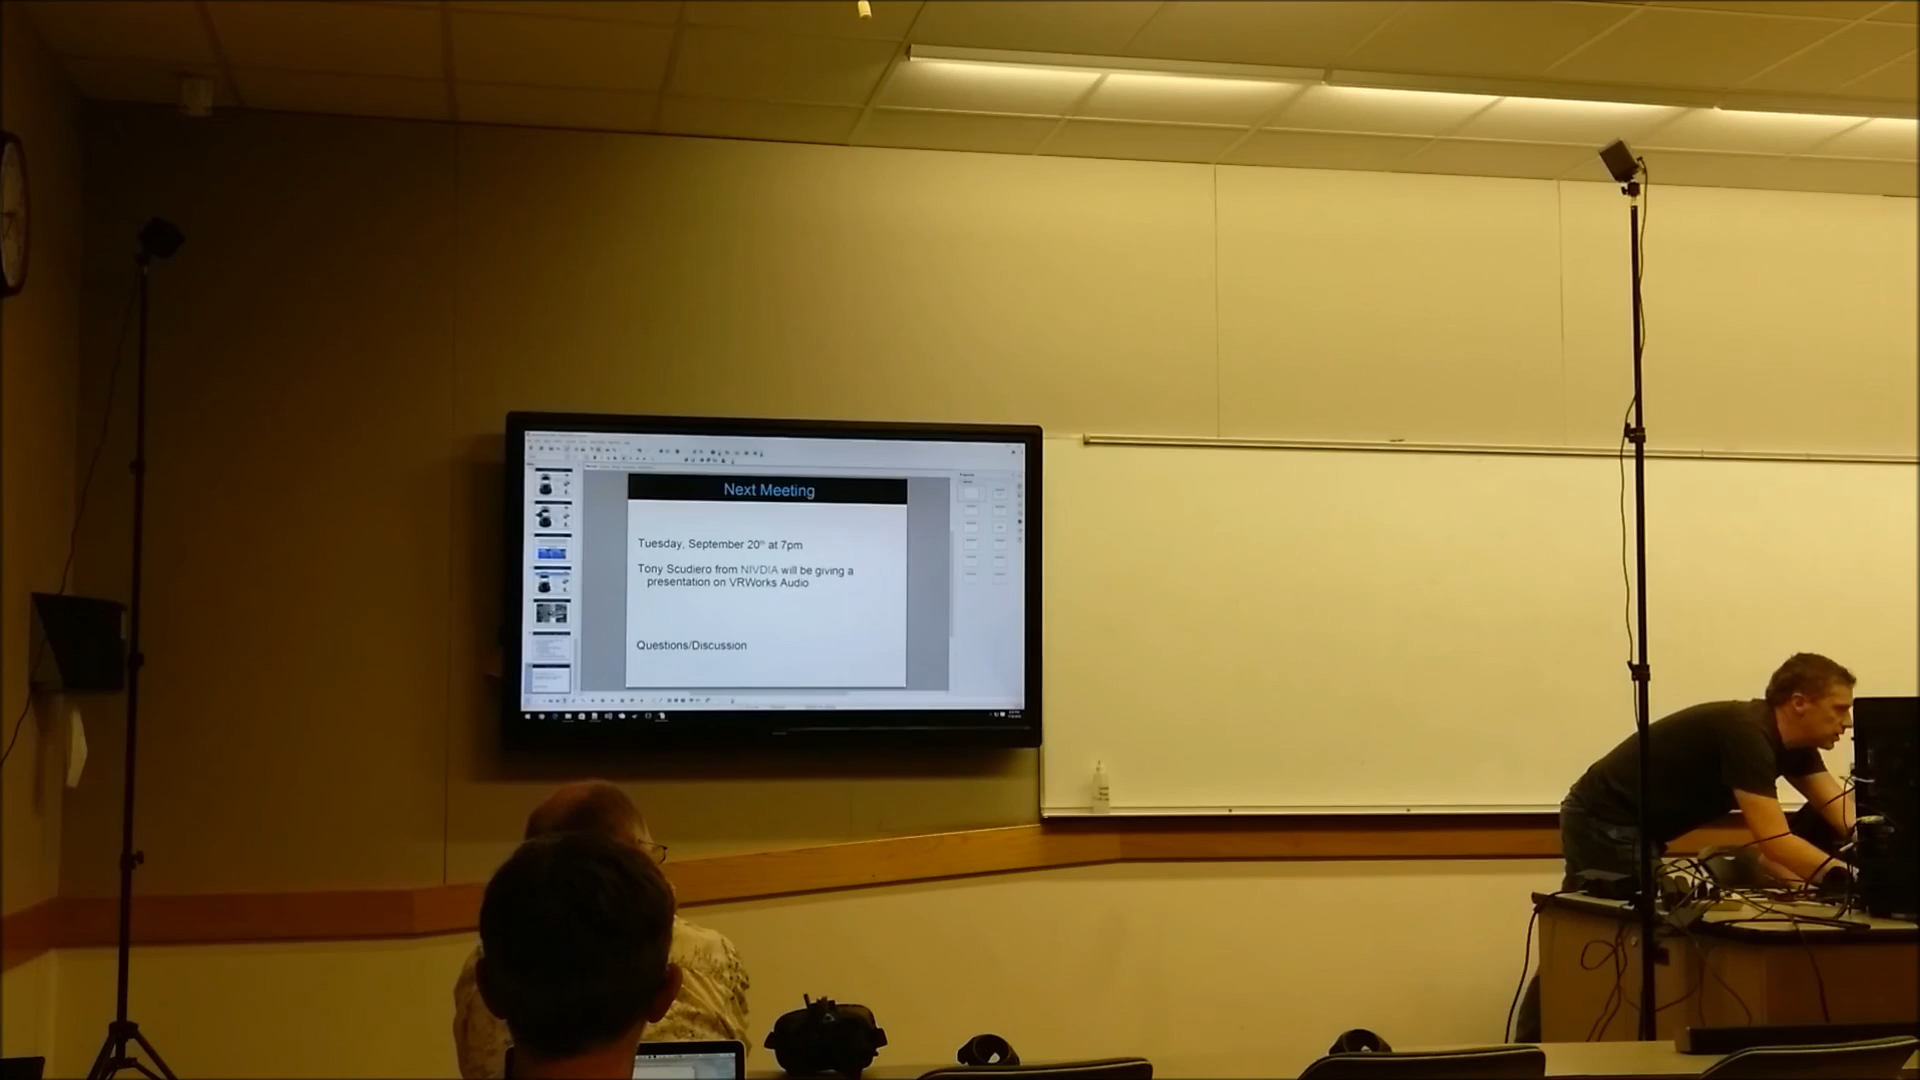 Next Meeting
Tuesday, September 20th at 7pm
Tony Scudiero from NIVDIA will be giving a
presentation on VRWorks Audio
Questions/Discussion